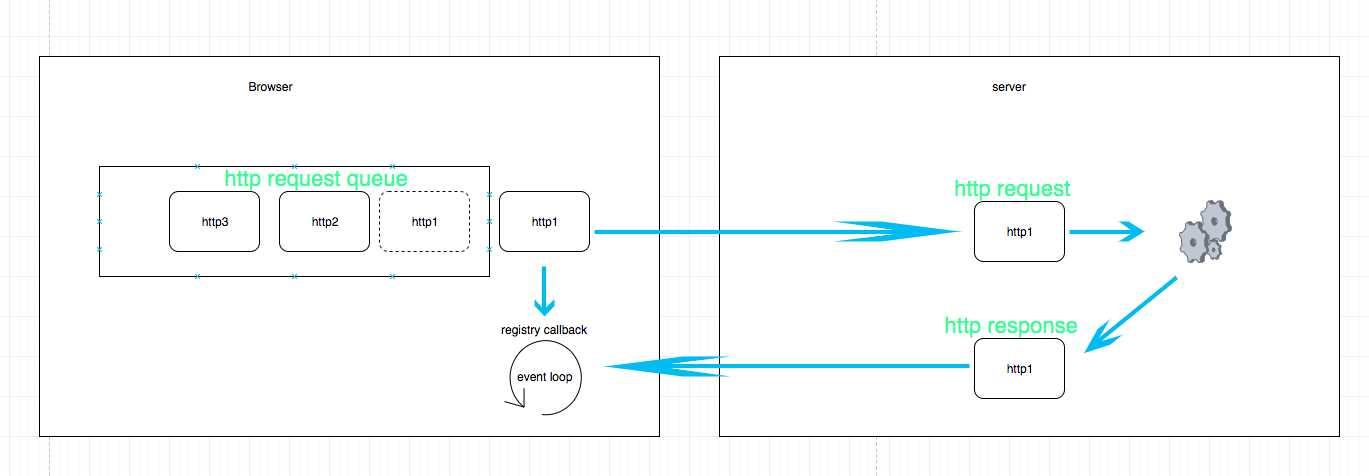 Browser
server
http request queue
http3
http2
http1
http1
http request
http1
registry callback
event loop
http response
http1